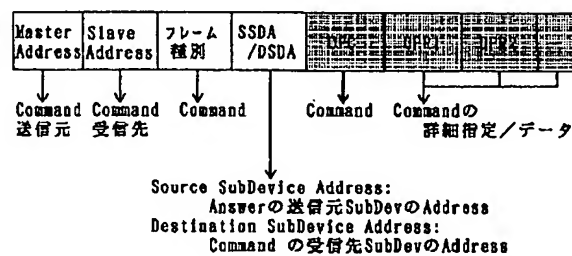 Master Address
Slave Address
フレーム 種別
SSDA /DSDA
OPC
OPR1
OPR2
Command 送信元
Command 受信先
Command
Command
Commandの 詳細指定/データ
Source SubDevice Address:
Answerの送信元SubDevのAddress
Destination SubDevice Address:
Command の受信先SubDevのAddress